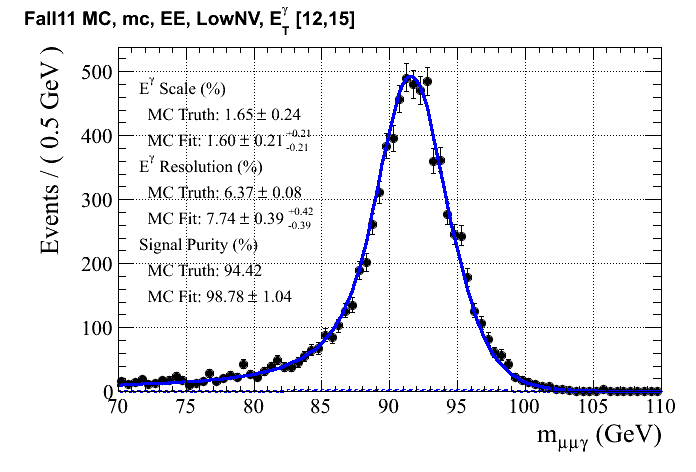 Fall11 MC, mc, EE, LowNV, E_T^γ [12,15]
Events / ( 0.5 GeV )
500
400
300
200
100
0
E^γ Scale (%)
MC Truth: 1.65 ± 0.24
MC Fit: 1.60 ± 0.21 +0.21 -0.21
E^γ Resolution (%)
MC Truth: 6.37 ± 0.08
MC Fit: 7.74 ± 0.39 +0.42 -0.39
Signal Purity (%)
MC Truth: 94.42
MC Fit: 98.78 ± 1.04
70 75 80 85 90 95 100 105 110
m_μμγ (GeV)